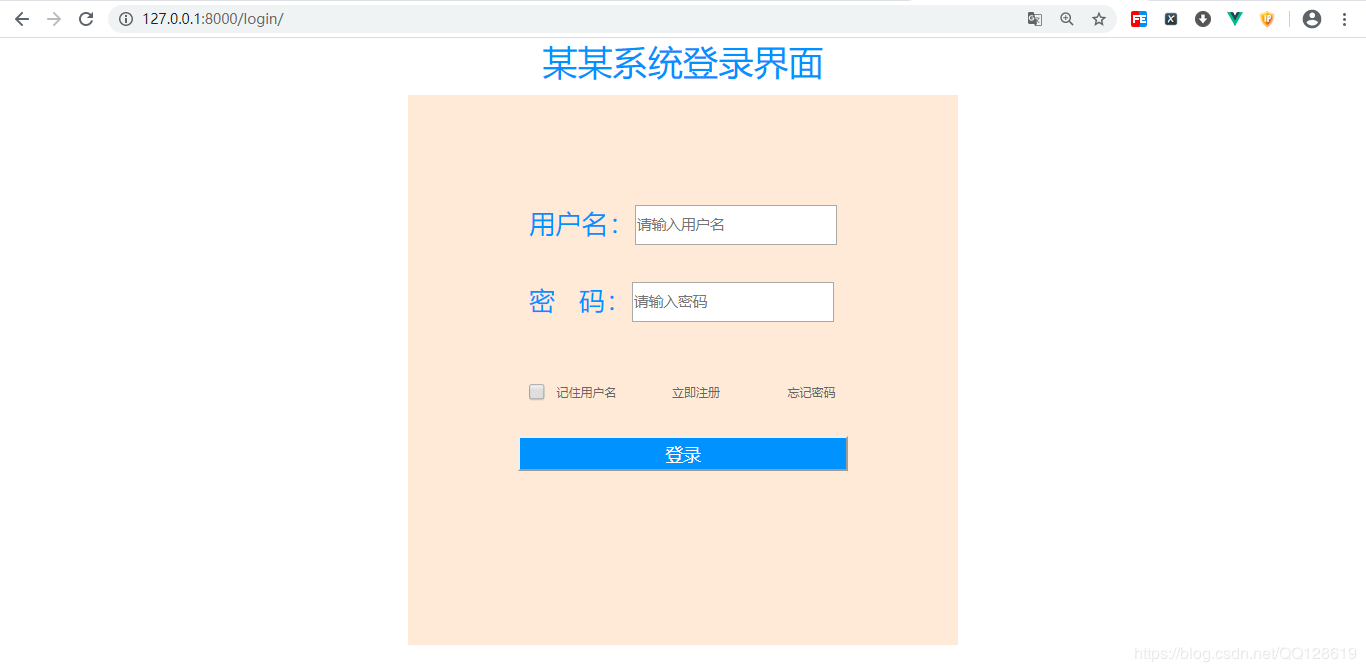 127.0.0.1:8000/login/
某某系统登录界面
用户名： 请输入用户名
密 码： 请输入密码
记住用户名 立即注册 忘记密码
登录
https://blog.csdn.net/QQ128619